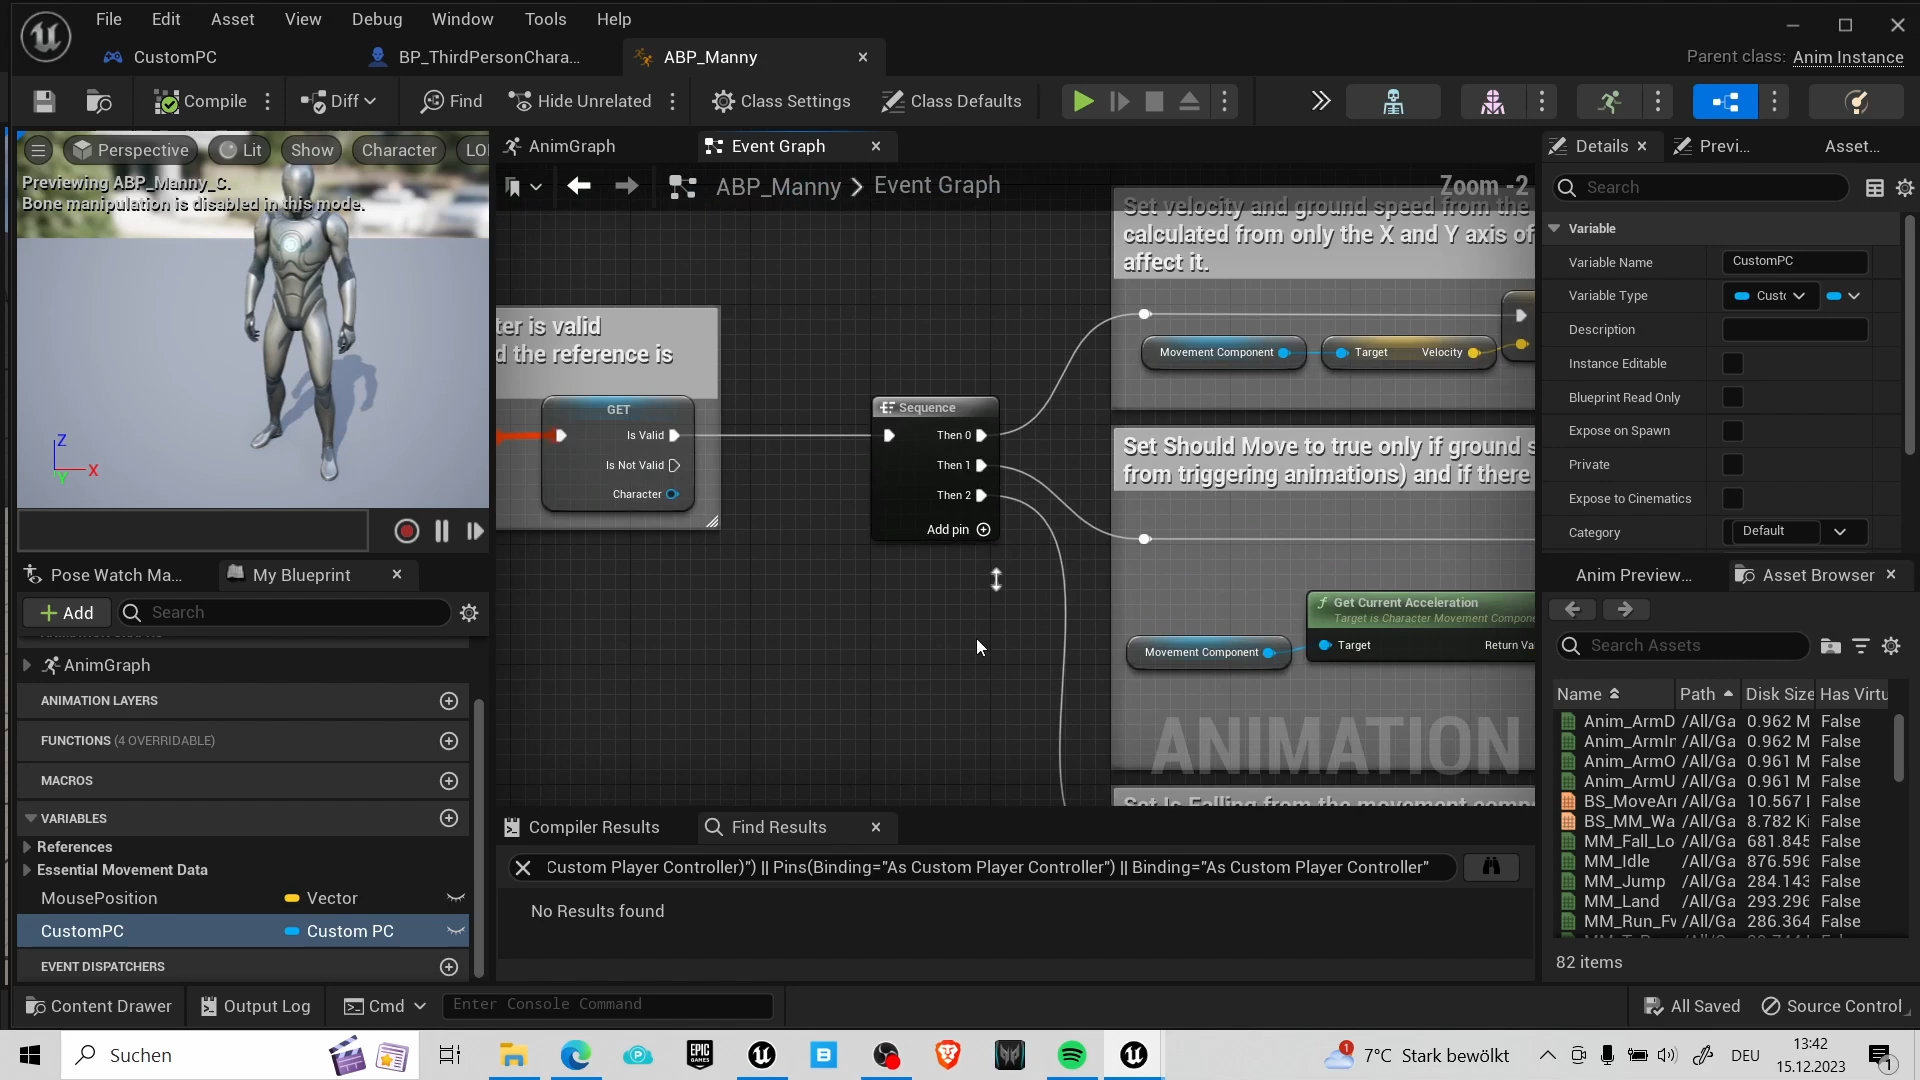 File Edit Asset View Debug Window Tools Help
CustomPC BP_ThirdPersonChara... ABP_Manny Parent class: Anim Instance
Compile Diff Find Hide Unrelated Class Settings Class Defaults
Perspective Lit Show Character
Previewing ABP_Manny_C.
Bone manipulation is disabled in this mode.
Z
X
Y
Pose Watch Ma... My Blueprint
Add Search
AnimGraph
ANIMATION LAYERS
FUNCTIONS (4 OVERRIDABLE)
MACROS
VARIABLES
References
Essential Movement Data
MousePosition Vector
CustomPC Custom PC
EVENT DISPATCHERS
AnimGraph Event Graph
ABP_Manny > Event Graph
Zoom -2
ter is valid
d the reference is
GET
Is Valid
Is Not Valid
Character
Sequence
Then 0
Then 1
Then 2
Add pin
Set velocity and ground speed from the
calculated from only the X and Y axis of
affect it.
Movement Component Target Velocity
Set Should Move to true only if ground s
from triggering animations) and if there
Get Current Acceleration
Target is Character Movement Compone
Movement Component Target Return Va
ANIMATION
Set Is Falling from the movement comp
Compiler Results Find Results
Custom Player Controller)") || Pins(Binding="As Custom Player Controller") || Binding="As Custom Player Controller"
No Results found
Details Previ... Asset...
Search
Variable
Variable Name CustomPC
Variable Type
Description
Instance Editable
Blueprint Read Only
Expose on Spawn
Private
Expose to Cinematics
Category Default
Anim Preview... Asset Browser
Search Assets
Name Path Disk Size Has Virtu
Anim_ArmD /All/Ga 0.962 M False
Anim_ArmIr /All/Ga 0.962 M False
Anim_ArmO /All/Ga 0.961 M False
Anim_ArmU /All/Ga 0.961 M False
BS_MoveArı /All/Ga 10.567 False
BS_MM_Wa /All/Ga 8.782 Ki False
MM_Fall_Lo /All/Ga 681.845 False
MM_Idle /All/Ga 876.596 False
MM_Jump /All/Ga 284.143 False
MM_Land /All/Ga 293.296 False
MM_Run_Fv /All/Ga 286.364 False
82 items
Content Drawer Output Log Cmd Enter Console Command All Saved Source Control
Suchen EPIC GAMES 1 7°C Stark bewölkt DEU 13:42
15.12.2023 1